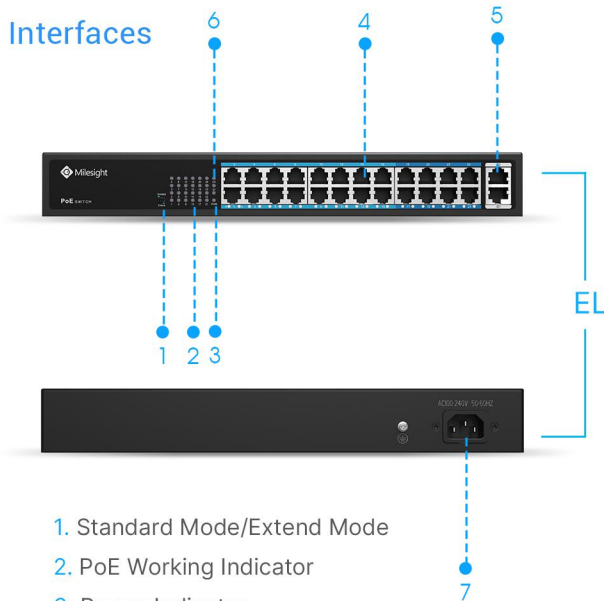 Interfaces
6
4
5
Milesight
PoE SWITCH
1
2
3
EL
AC100-240V 50-60HZ
1. Standard Mode/Extend Mode
2. PoE Working Indicator
7